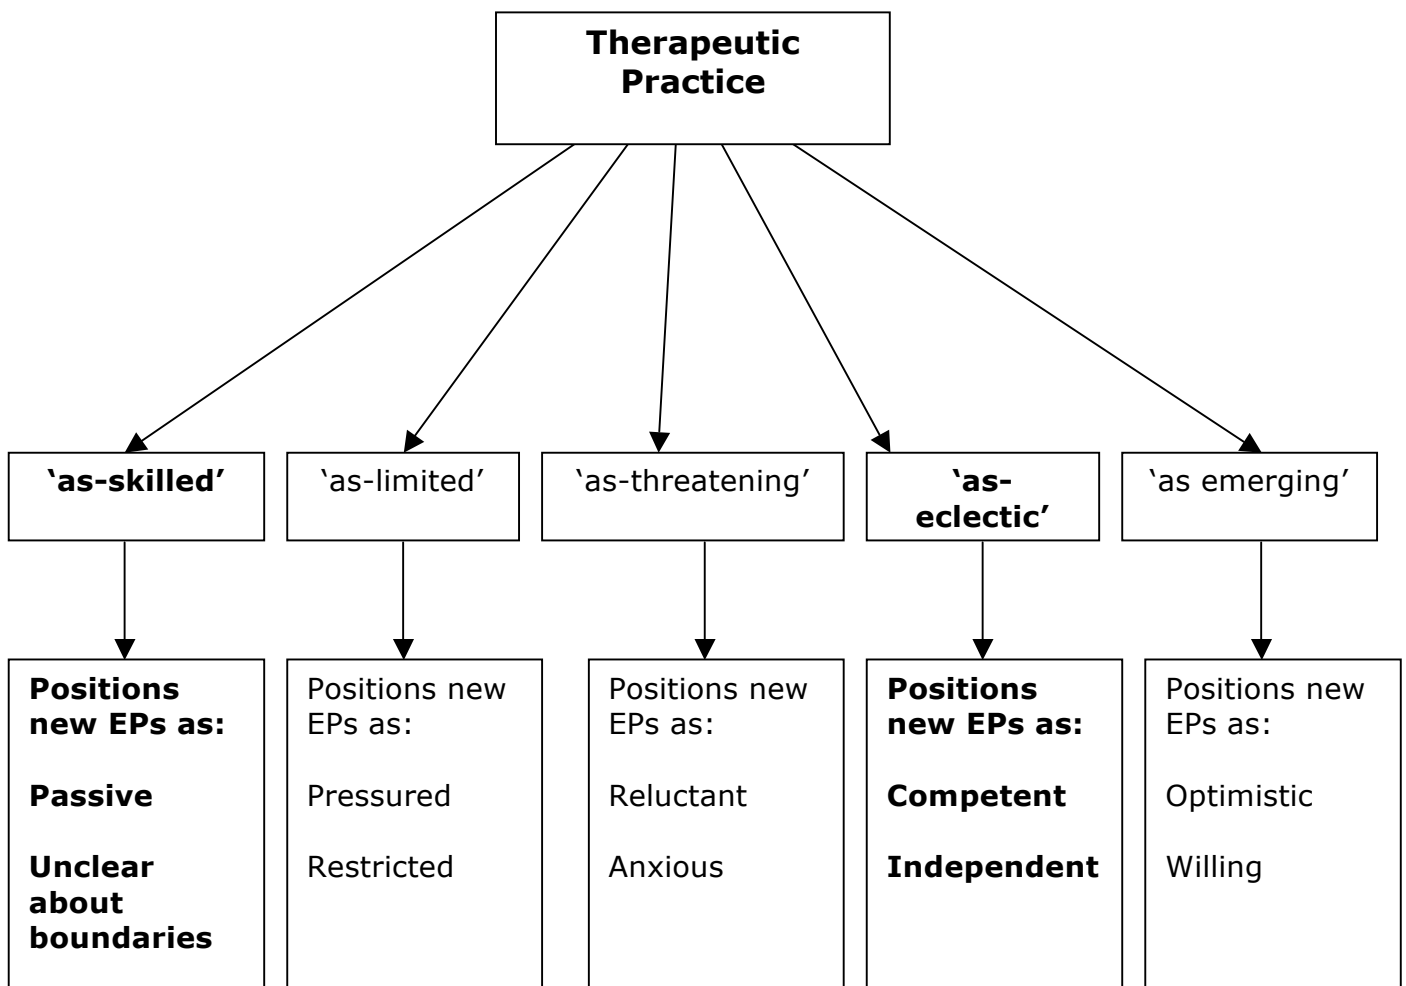 Therapeutic
Practice
‘as-skilled’
‘as-limited’
‘as-threatening’
‘as-
eclectic’
‘as emerging’
Positions
new EPs as:
Passive
Unclear
about
boundaries
Positions new
EPs as:
Pressured
Restricted
Positions new
EPs as:
Reluctant
Anxious
Positions
new EPs as:
Competent
Independent
Positions new
EPs as:
Optimistic
Willing